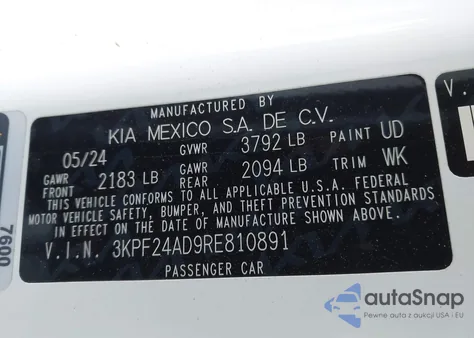 MANUFACTURED BY
KIA MEXICO S.A. DE C.V.
05/24 GVWR 3792 LB PAINT UD
GAWR FRONT 2183 LB GAWR REAR 2094 LB TRIM WK
THIS VEHICLE CONFORMS TO ALL APPLICABLE U.S.A. FEDERAL
MOTOR VEHICLE SAFETY, BUMPER, AND THEFT PREVENTION STANDARDS
IN EFFECT ON THE DATE OF MANUFACTURE SHOWN ABOVE.
V.I.N. 3KPF24AD9RE810891
PASSENGER CAR
7600
V.I.
autoSnap
Pewne auto z aukcji USA i EU